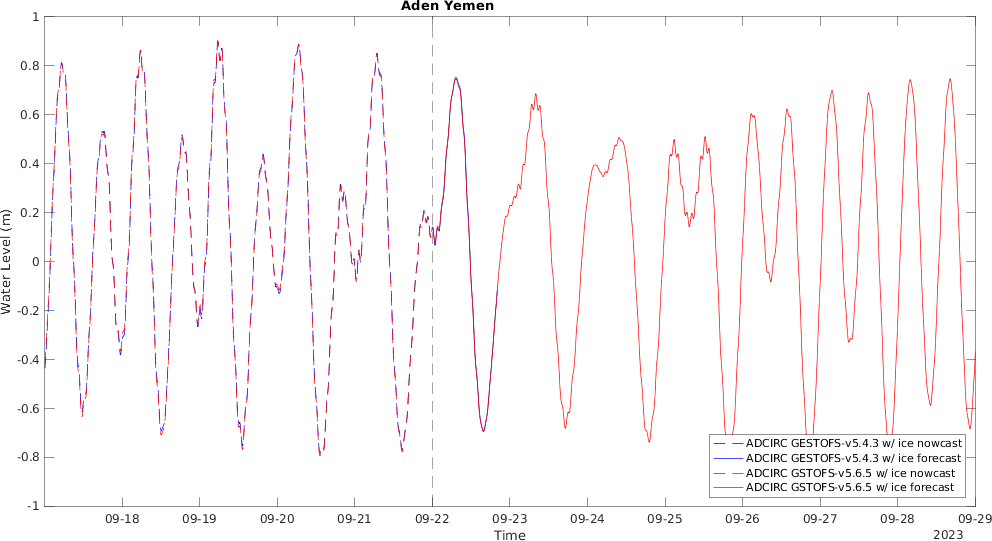 Aden Yemen
Water Level (m)
1
0.8
0.6
0.4
0.2
0
-0.2
-0.4
-0.6
-0.8
-1
ADCIRC GESTOFS-v5.4.3 w/ ice nowcast
ADCIRC GESTOFS-v5.4.3 w/ ice forecast
ADCIRC GSTOFS-v5.6.5 w/ ice nowcast
ADCIRC GSTOFS-v5.6.5 w/ ice forecast
09-18 09-19 09-20 09-21 09-22 09-23 09-24 09-25 09-26 09-27 09-28 09-29
Time
2023